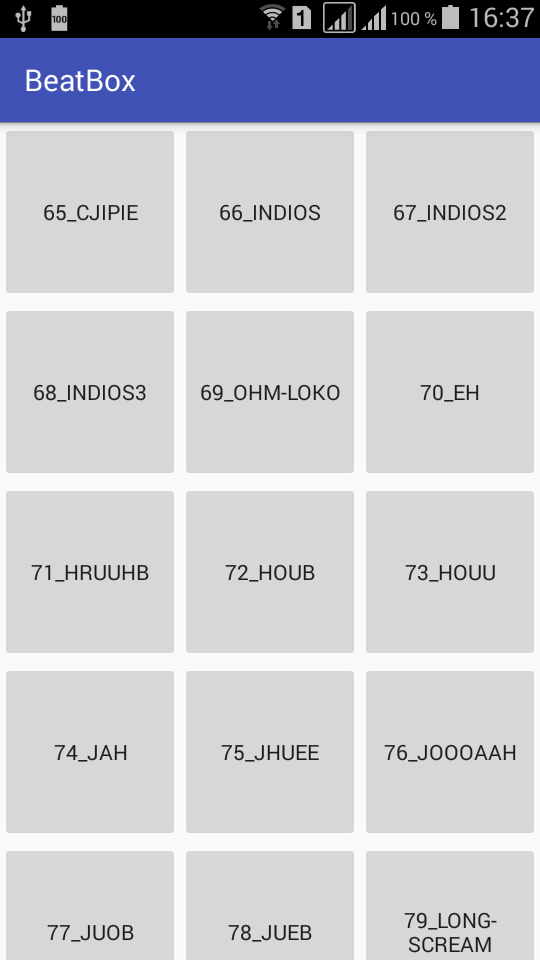 100 1 100 % 16:37
BeatBox
65_CJIPIE 66_INDIOS 67_INDIOS2
68_INDIOS3 69_OHM-LOKO 70_EH
71_HRUUHB 72_HOUB 73_HOUU
74_JAH 75_JHUEE 76_JOOOAAH
77_JUOB 78_JUEB 79_LONG-
SCREAM